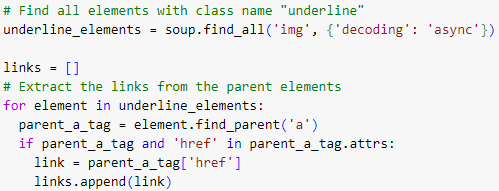 # Find all elements with class name "underline"
underline_elements = soup.find_all('img', {'decoding': 'async'})

links = []
# Extract the links from the parent elements
for element in underline_elements:
  parent_a_tag = element.find_parent('a')
  if parent_a_tag and 'href' in parent_a_tag.attrs:
    link = parent_a_tag['href']
    links.append(link)